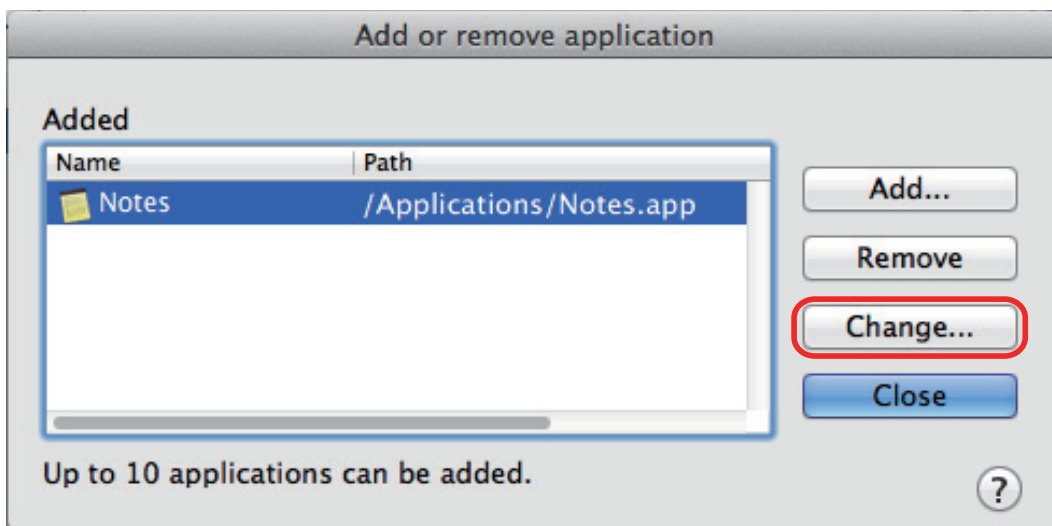 Add or remove application
Added
Name Path
Notes /Applications/Notes.app
Add...
Remove
Change...
Close
Up to 10 applications can be added.
?